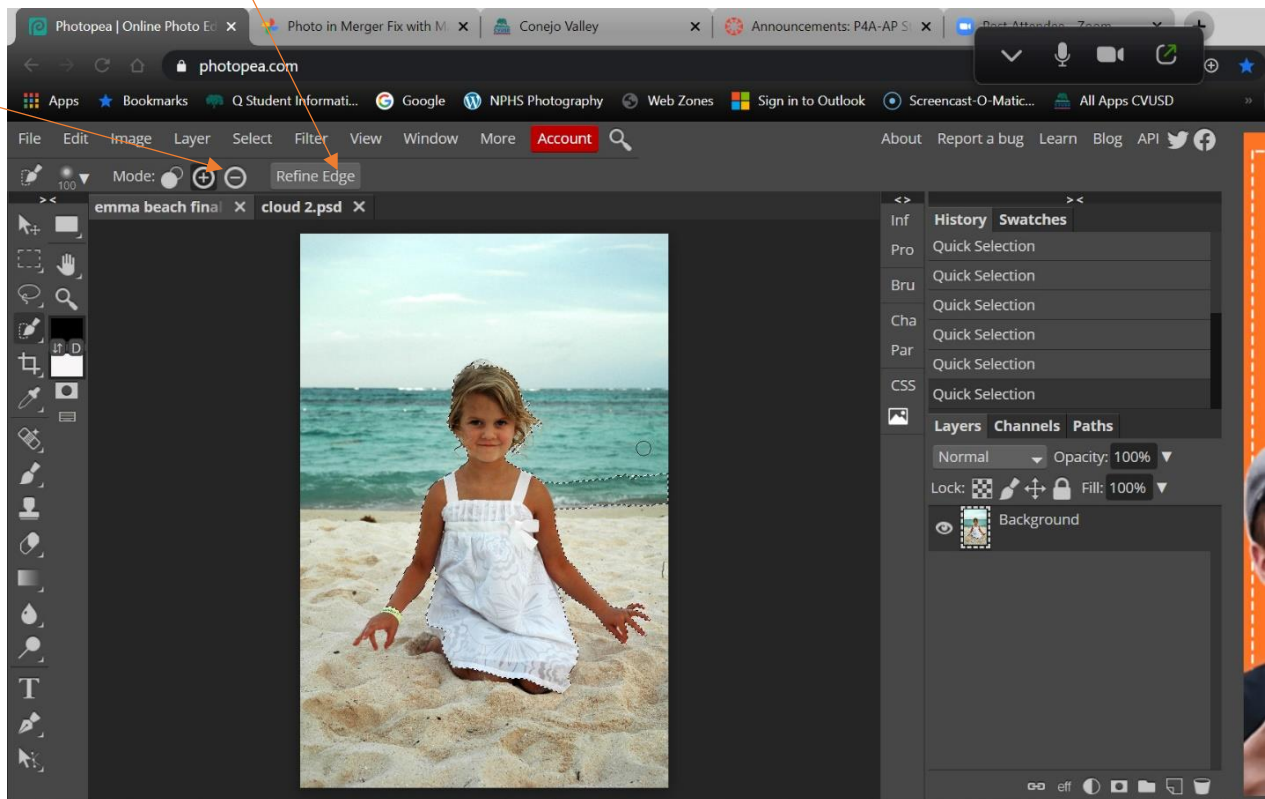 Photopea | Online Photo Ed
Photo in Merger Fix with M
Conejo Valley
Announcements: P4A-AP S
photopea.com
Apps Bookmarks Q Student Informati... Google NPHS Photography Web Zones Sign in to Outlook Screencast-O-Matic... All Apps CVUSD »
File Edit Image Layer Select Filter View Window More Account About Report a bug Learn Blog API
100 Mode: Refine Edge
> < emma beach final cloud 2.psd <> > <
Inf History Swatches
Pro Quick Selection
Quick Selection
Bru
Quick Selection
Cha Quick Selection
Par Quick Selection
CSS Quick Selection
D
Layers Channels Paths
Normal Opacity: 100%
Lock: Fill: 100%
Background
T
eff